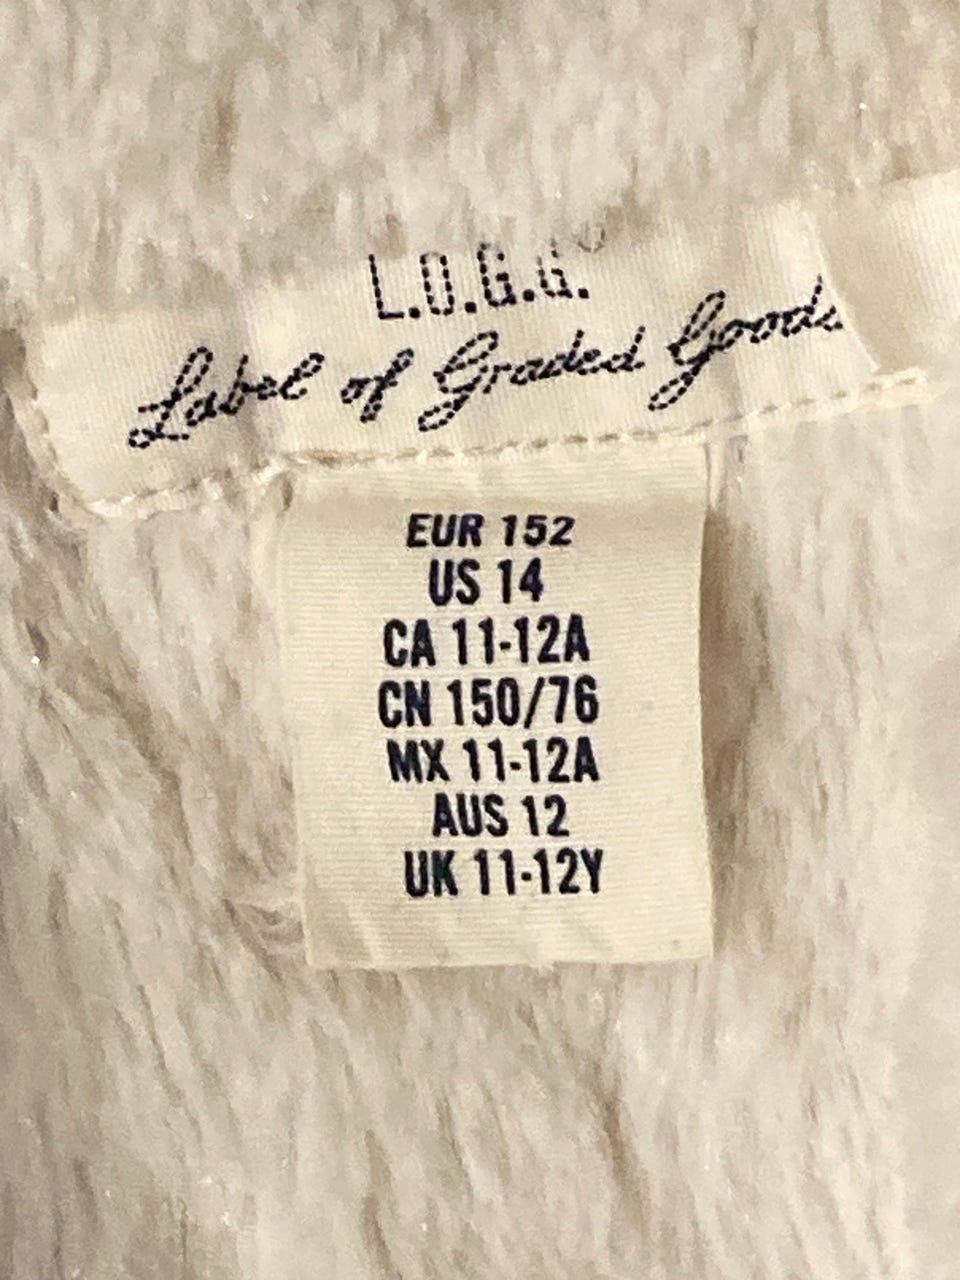 L.O.G.G.
Label of Graded Goods
EUR 152
US 14
CA 11-12A
CN 150/76
MX 11-12A
AUS 12
UK 11-12Y